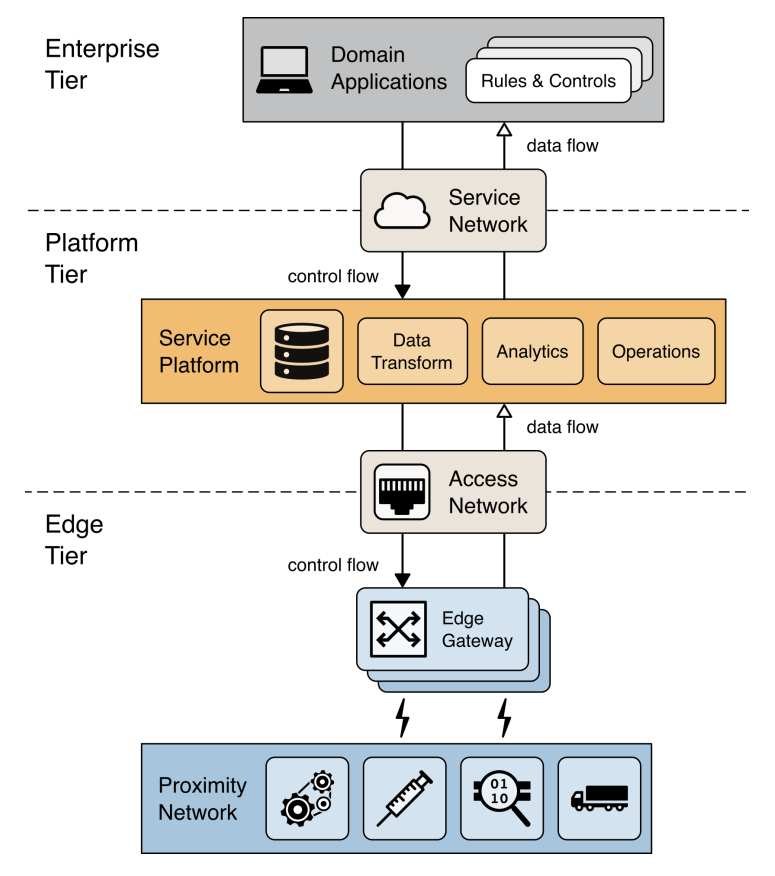 Enterprise
Tier
Domain
Applications
Rules & Controls
data flow
Service
Network
Platform
Tier
control flow
Service
Platform
Data
Transform
Analytics
Operations
data flow
Access
Network
Edge
Tier
control flow
Edge
Gateway
Proximity
Network
01
10